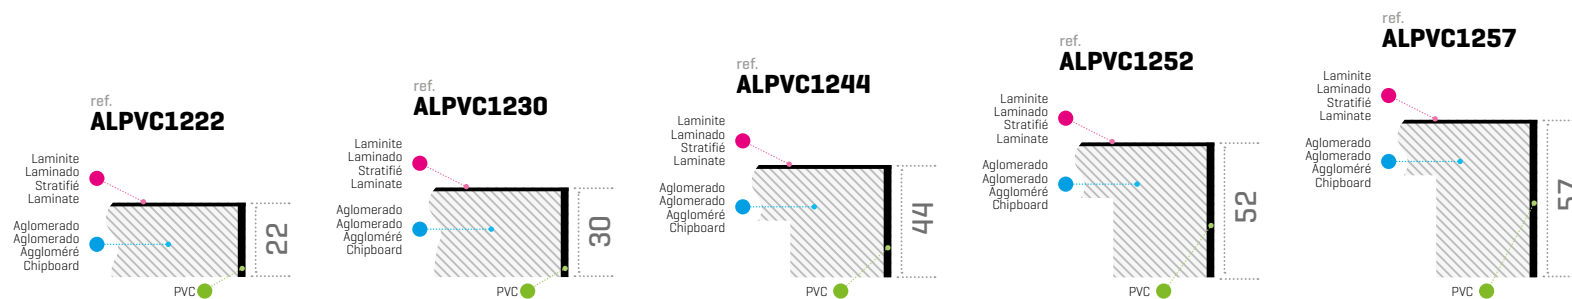 ref.
ALPVC1222
Laminite
Laminado
Stratifié
Laminate
Aglomerado
Aglomerado
Aggloméré
Chipboard
22
PVC
ref.
ALPVC1230
Laminite
Laminado
Stratifié
Laminate
Aglomerado
Aglomerado
Aggloméré
Chipboard
30
PVC
ref.
ALPVC1244
Laminite
Laminado
Stratifié
Laminate
Aglomerado
Aglomerado
Aggloméré
Chipboard
44
PVC
ref.
ALPVC1252
Laminite
Laminado
Stratifié
Laminate
Aglomerado
Aglomerado
Aggloméré
Chipboard
52
PVC
ref.
ALPVC1257
Laminite
Laminado
Stratifié
Laminate
Aglomerado
Aglomerado
Aggloméré
Chipboard
57
PVC